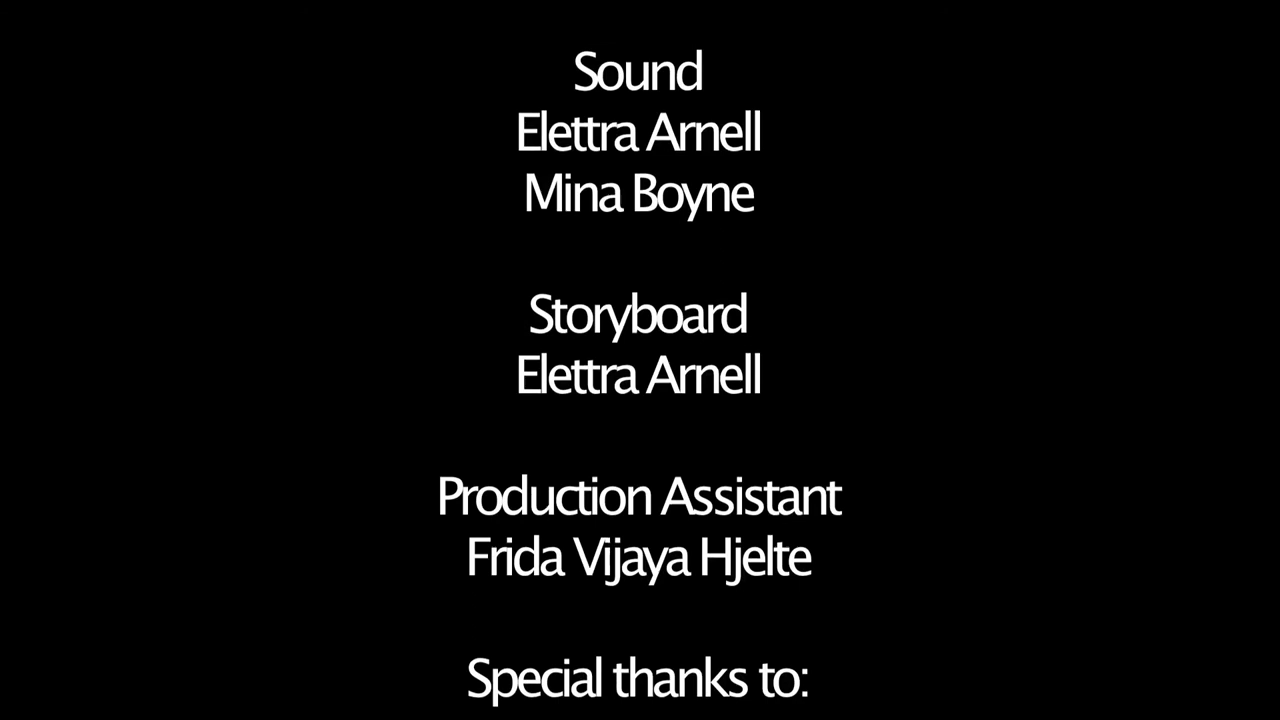 Sound
Elettra Arnell
Mina Boyne
Storyboard
Elettra Arnell
Production Assistant
Frida Vijaya Hjelte
Special thanks to: